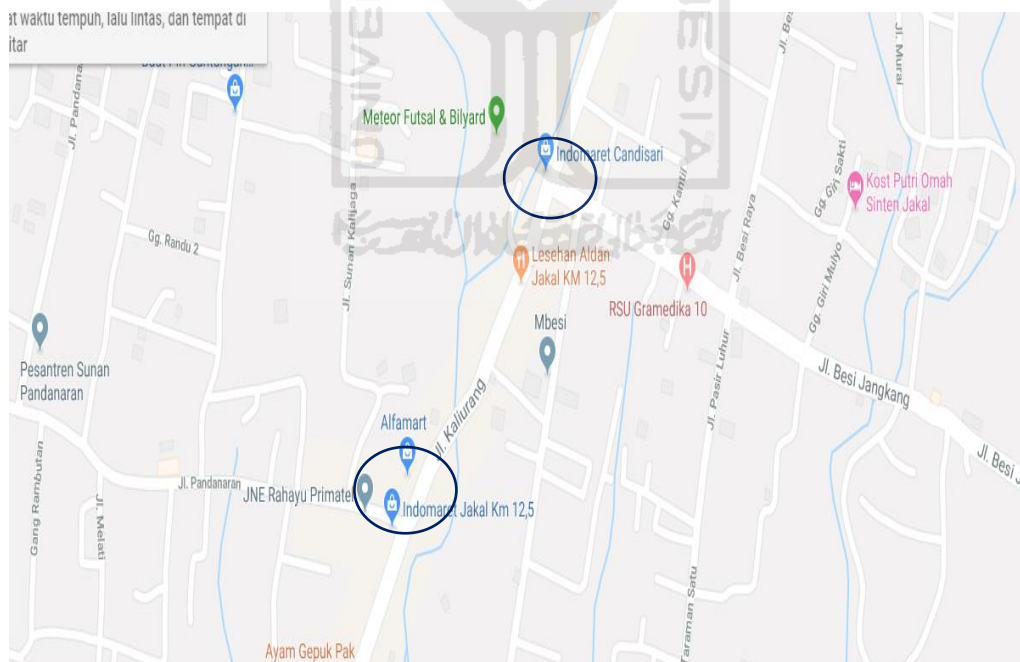 at waktu tempuh, lalu lintas, dan tempat di
itar
Jl. Pandana
Meteor Futsal & Bilyard
Indomaret Candisari
Jl. Be
Jl. Mural
Gg. Giri Sakti
Kost Putri Omah
Sinten Jakal
Gg. Kantil
Jl. Besi Raya
Jl. Sunan Kalijaga
Gg. Randu 2
Lesehan Aldan
Jakal KM 12,5
RSU Gramedika 10
Gg. Giri Mulyo
Mbesi
Pesantren Sunan
Pandanaran
Jl. Pasir Luhur
Jl. Besi Jangkang
Jl. Kaliurang
Alfamart
Gang Rambutan
Jl. Melati
Jl. Pandanaran
JNE Rahayu Primatel
Indomaret Jakal Km 12,5
Jl. Besi J
Taraman Satu
Ayam Gepuk Pak